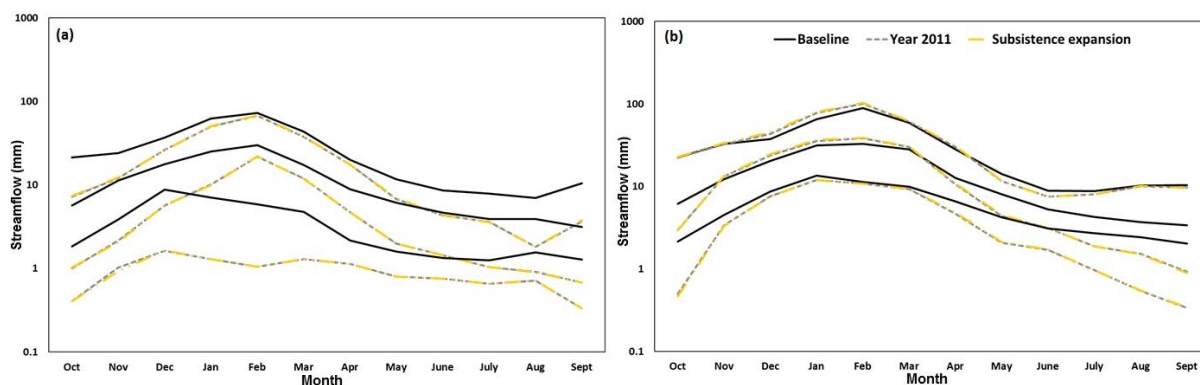 (a)
1000
100
10
1
0.1
Streamflow (mm)
Oct Nov Dec Jan Feb Mar Apr May June July Aug Sept
Month
(b)
Baseline Year 2011 Subsistence expansion
1000
100
10
1
0.1
Streamflow (mm)
Oct Nov Dec Jan Feb Mar Apr May June July Aug Sept
Month